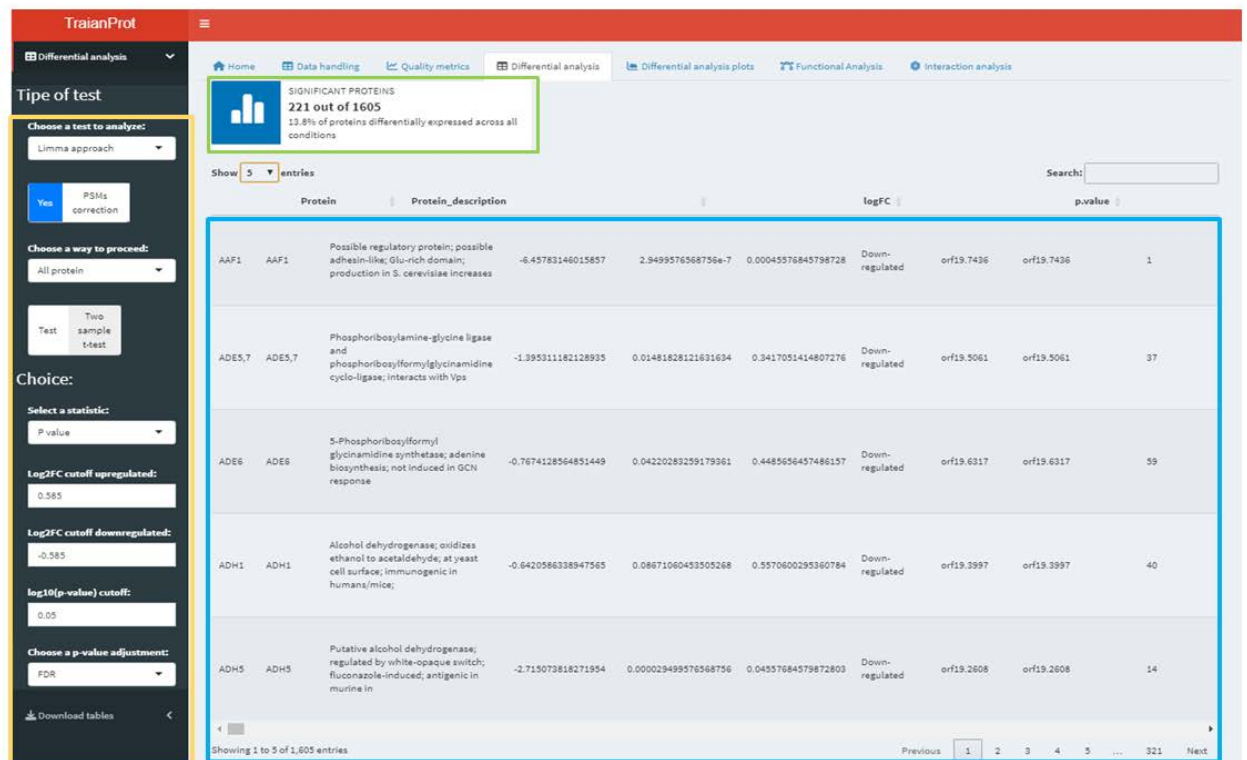 TraianProt
Differential analysis
Tipe of test
Choose a test to analyze:
Limma approach
Yes
PSMs
correction
Choose a way to proceed:
All protein
Test
Two
sample
t-test
Choice:
Select a statistic:
P value
Log2FC cutoff upregulated:
0.585
Log2FC cutoff downregulated:
-0.585
log10(p-value) cutoff:
0.05
Choose a p-value adjustment:
FDR
Download tables
Home Data handling Quality metrics Differential analysis Differential analysis plots Functional Analysis Interaction analysis
SIGNIFICANT PROTEINS
221 out of 1605
13.8% of proteins differentially expressed across all
conditions
Show 5 entries Search:
Protein Protein_description logFC p.value
AAF1 AAF1
Possible regulatory protein; possible
adhesin-like; Glu-rich domain;
production in S. cerevisiae increases
-6.45783146015857 2.9499576568756e-7 0.00045576845798728
Down-
regulated
orf19.7436 orf19.7436 1
ADE5,7 ADE5,7
Phosphoribosylamine-glycine ligase
and
phosphoribosylformylglycinamidine
cyclo-ligase; interacts with Vps
-1.395311182128935 0.01481828121631634 0.3417051414807276
Down-
regulated
orf19.5061 orf19.5061 37
ADE6 ADE6
5-Phosphoribosylformyl
glycinamidine synthetase; adenine
biosynthesis; not induced in GCN
response
-0.7674128564851449 0.04220283259179361 0.4485656457486157
Down-
regulated
orf19.6317 orf19.6317 59
ADH1 ADH1
Alcohol dehydrogenase; oxidizes
ethanol to acetaldehyde; at yeast
cell surface; immunogenic in
humans/mice;
-0.6420586338947565 0.08671060453505268 0.5570600295360784
Down-
regulated
orf19.3997 orf19.3997 40
ADH5 ADH5
Putative alcohol dehydrogenase;
regulated by white-opaque switch;
fluconazole-induced; antigenic in
murine in
-2.715073818271954 0.000029499576568756 0.04557684579872803
Down-
regulated
orf19.2608 orf19.2608 14
Showing 1 to 5 of 1,605 entries
Previous 1 2 3 4 5 ... 321 Next